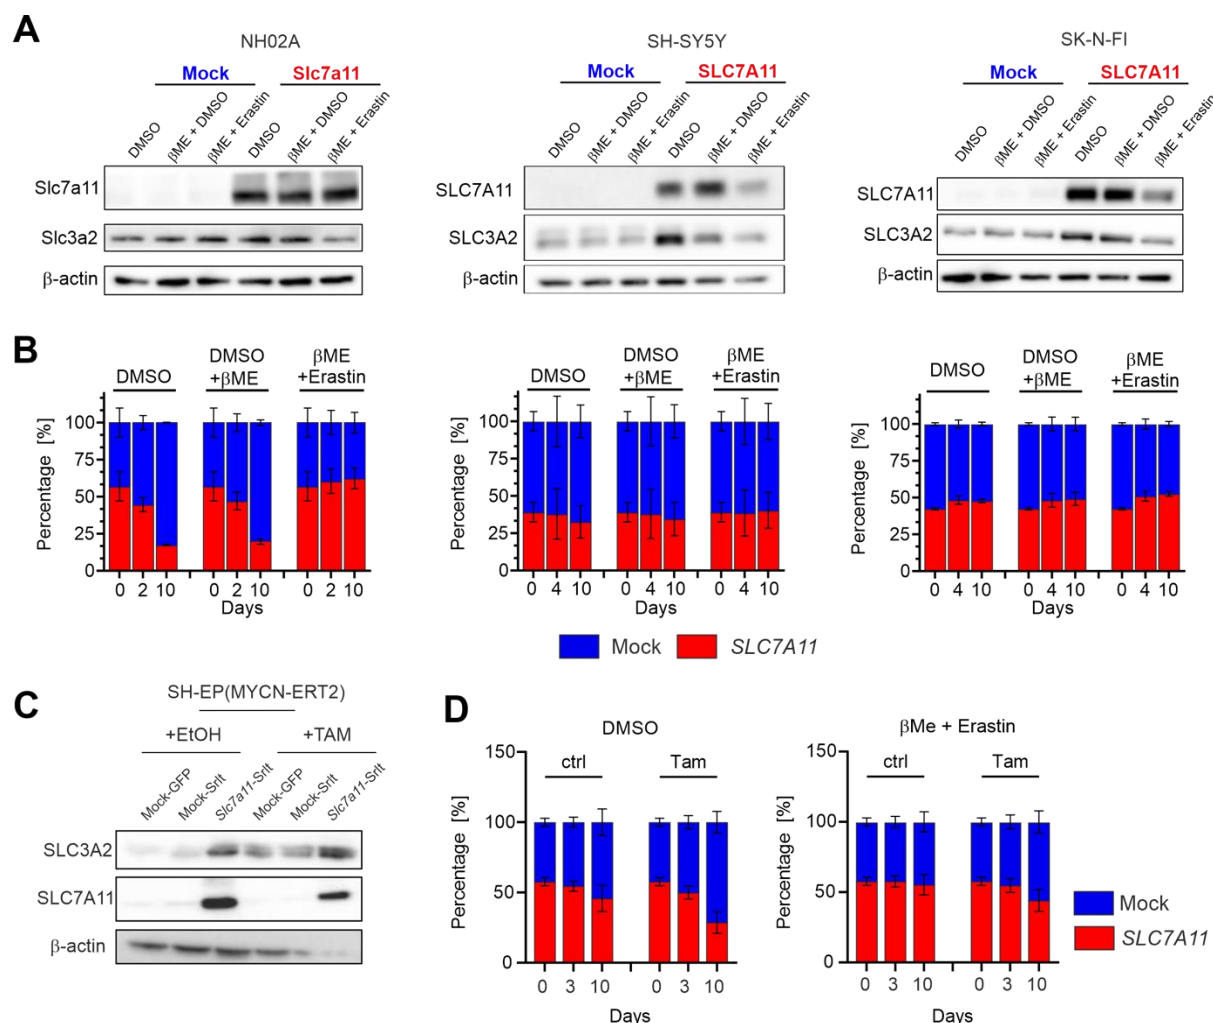 A
NH02A
Mock Slc7a11
DMSO βME + DMSO βME + Erastin DMSO βME + DMSO βME + Erastin
Slc7a11
Slc3a2
β-actin
SH-SY5Y
Mock SLC7A11
DMSO βME + DMSO βME + Erastin DMSO βME + DMSO βME + Erastin
SLC7A11
SLC3A2
β-actin
SK-N-FI
Mock SLC7A11
DMSO βME + DMSO βME + Erastin DMSO βME + DMSO βME + Erastin
SLC7A11
SLC3A2
β-actin
B
DMSO DMSO +βME βME +Erastin
Percentage [%]
100
75
50
25
0
0 2 10 0 2 10 0 2 10
Days
DMSO DMSO +βME βME +Erastin
Percentage [%]
100
75
50
25
0
0 4 10 0 4 10 0 4 10
Days
DMSO DMSO +βME βME +Erastin
Percentage [%]
100
75
50
25
0
0 4 10 0 4 10 0 4 10
Days
Mock SLC7A11
C
SH-EP(MYCN-ERT2)
+EtOH +TAM
Mock-GFP Mock-Srlt Slc7a11-Srlt Mock-GFP Mock-Srlt Slc7a11-Srlt
SLC3A2
SLC7A11
β-actin
D
DMSO
ctrl Tam
Percentage [%]
150
100
50
0
0 3 10 0 3 10
Days
βMe + Erastin
ctrl Tam
Percentage [%]
150
100
50
0
0 3 10 0 3 10
Days
Mock
SLC7A11